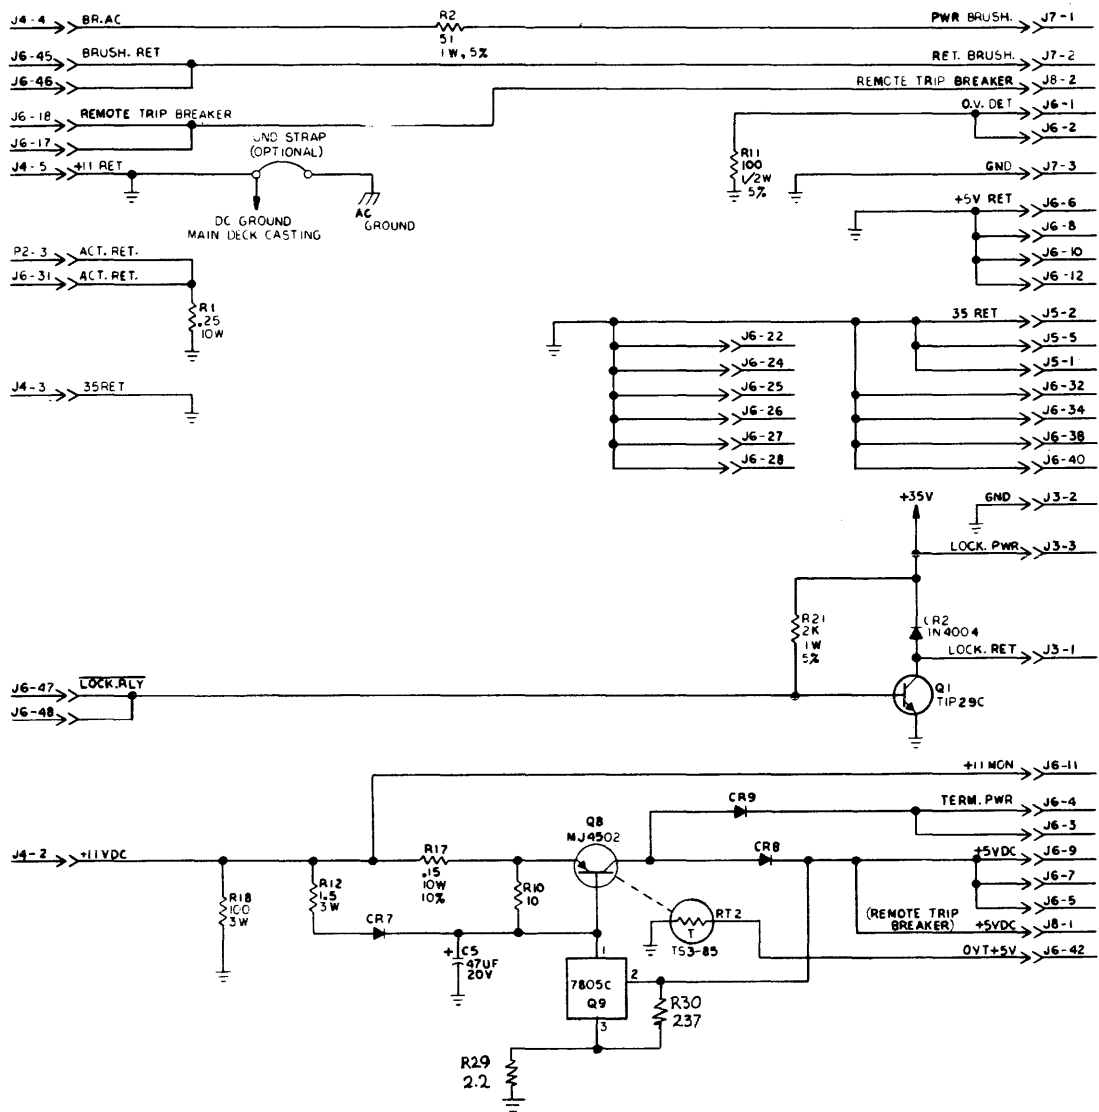 J4-4 BR.AC R2 PWR BRUSH. J7-1
51
1W, 5%
J6-45 BRUSH. RET RET. BRUSH. J7-2
J6-46 REMOTE TRIP BREAKER J8-2
O.V. DET J6-1
J6-18 REMOTE TRIP BREAKER J6-2
J6-17
GND STRAP
(OPTIONAL)
R11
100
1/2W
5%
J4-5 +11 RET GND J7-3
DC GROUND
MAIN DECK CASTING
AC
GROUND
+5V RET J6-6
J6-8
J6-10
J6-12
P2-3 ACT. RET.
J6-31 ACT. RET.
R1
.25
10W
35 RET J5-2
J6-22 J5-5
J6-24 J5-1
J4-3 35RET J6-25 J6-32
J6-26 J6-34
J6-27 J6-38
J6-28 J6-40
+35V GND J3-2
LOCK. PWR J3-3
R21
2K
1W
5%
CR2
1N4004
LOCK. RET J3-1
J6-47 LOCK.RLY
J6-48
Q1
TIP29C
+11 MON J6-11
CR9 TERM. PWR J6-4
J6-3
Q8
MJ4502
J4-2 +11VDC R17 CR8 +5VDC J6-9
.15
10W
10%
J6-7
J6-5
R18
100
3W
R12
1.5
3W
R10
10
CR7
RT2
T
TS3-85
(REMOTE TRIP
BREAKER) +5VDC J8-1
OVT+5V J6-42
+ C5
47UF
20V
1
7805C 2
Q9
3
R30
237
R29
2.2